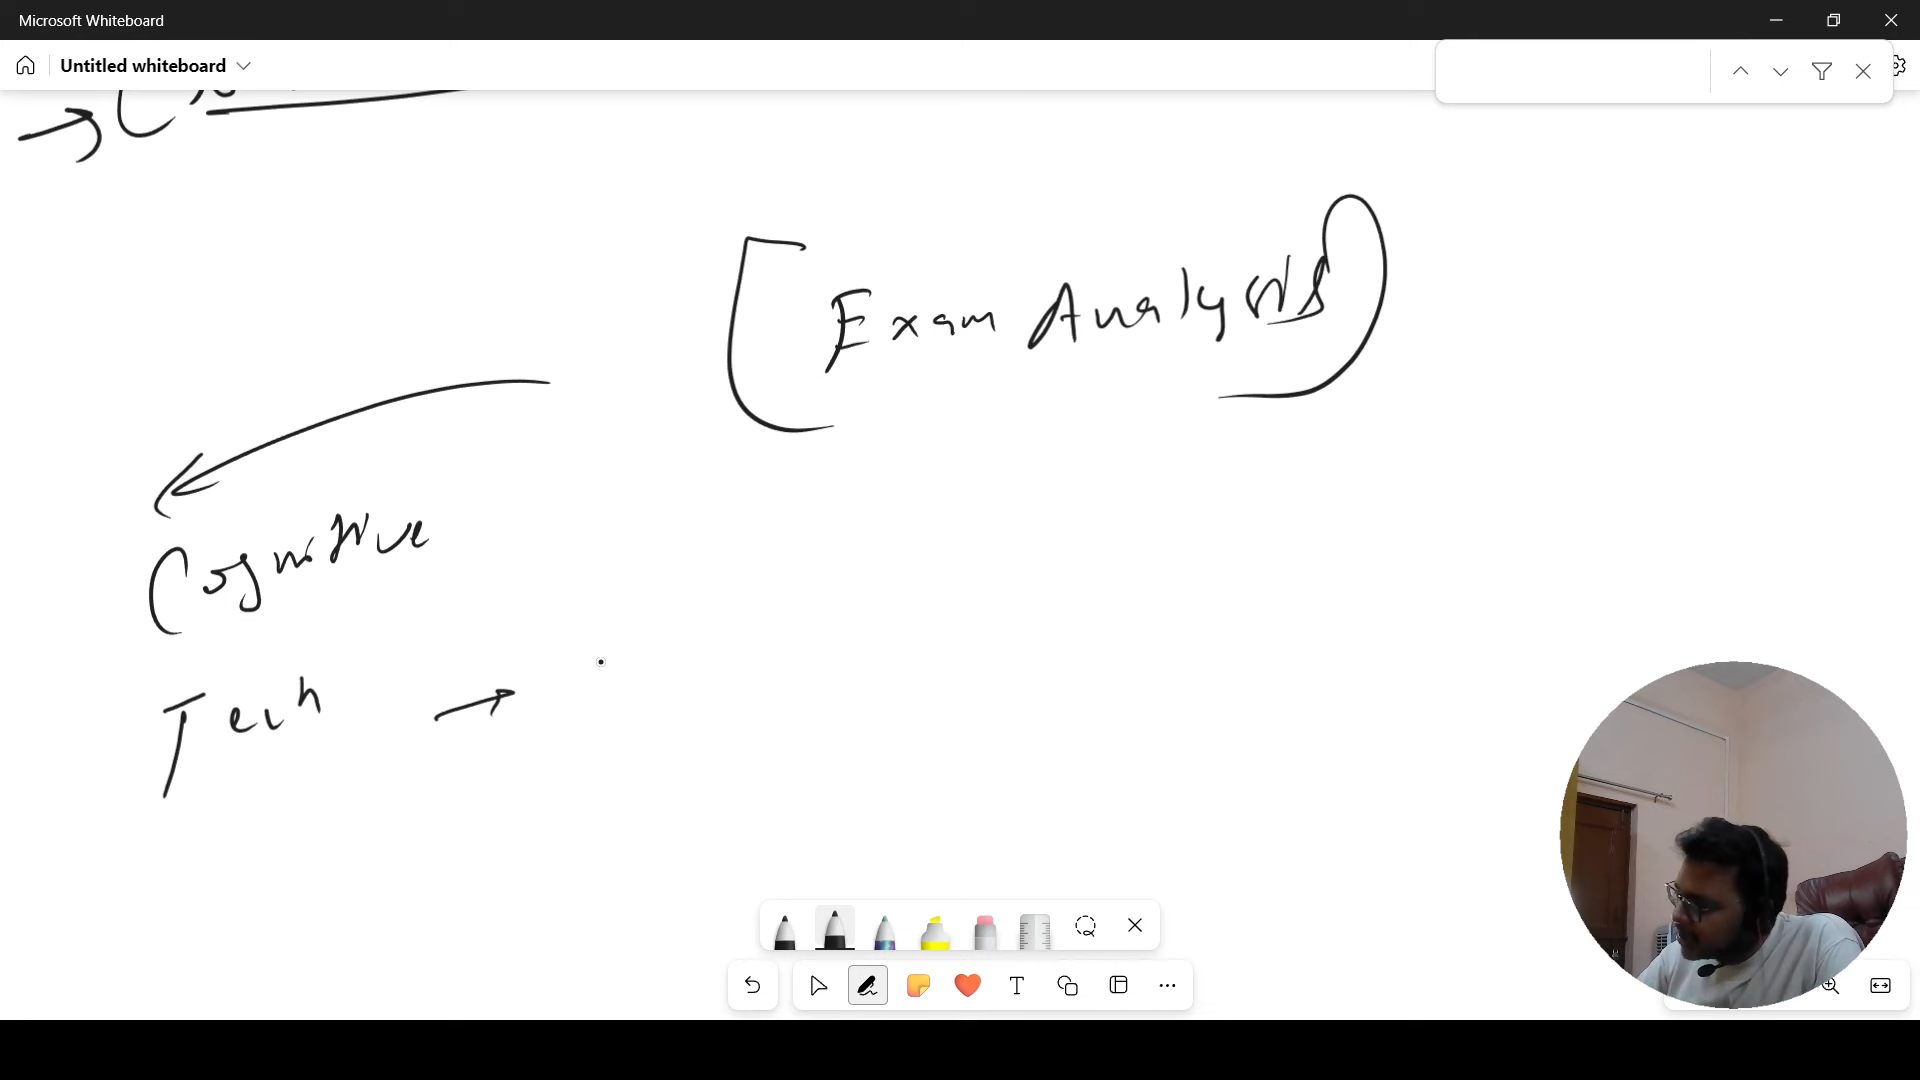 Microsoft Whiteboard
Untitled whiteboard
Exam Analysis
Cognitive
Tech →